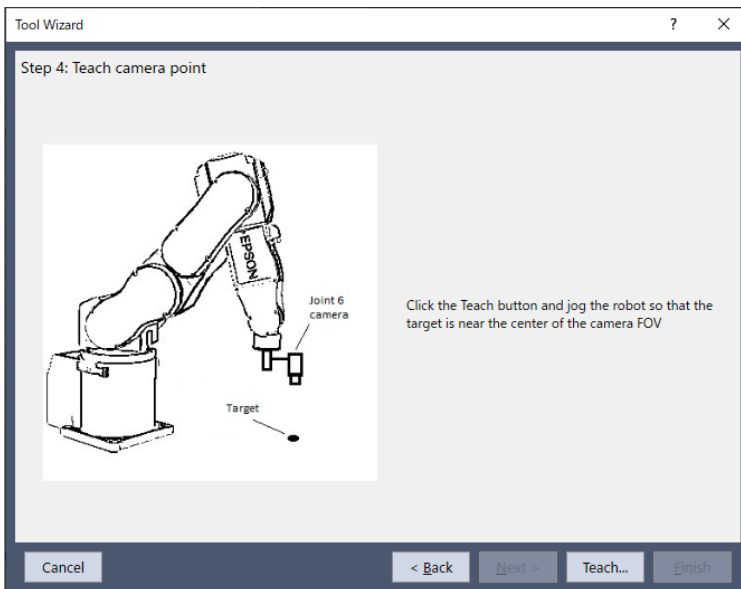 Tool Wizard
?
Step 4: Teach camera point
EPSON
Joint 6
camera
Target
Click the Teach button and jog the robot so that the
target is near the center of the camera FOV
Cancel
< Back
Next >
Teach...
Finish